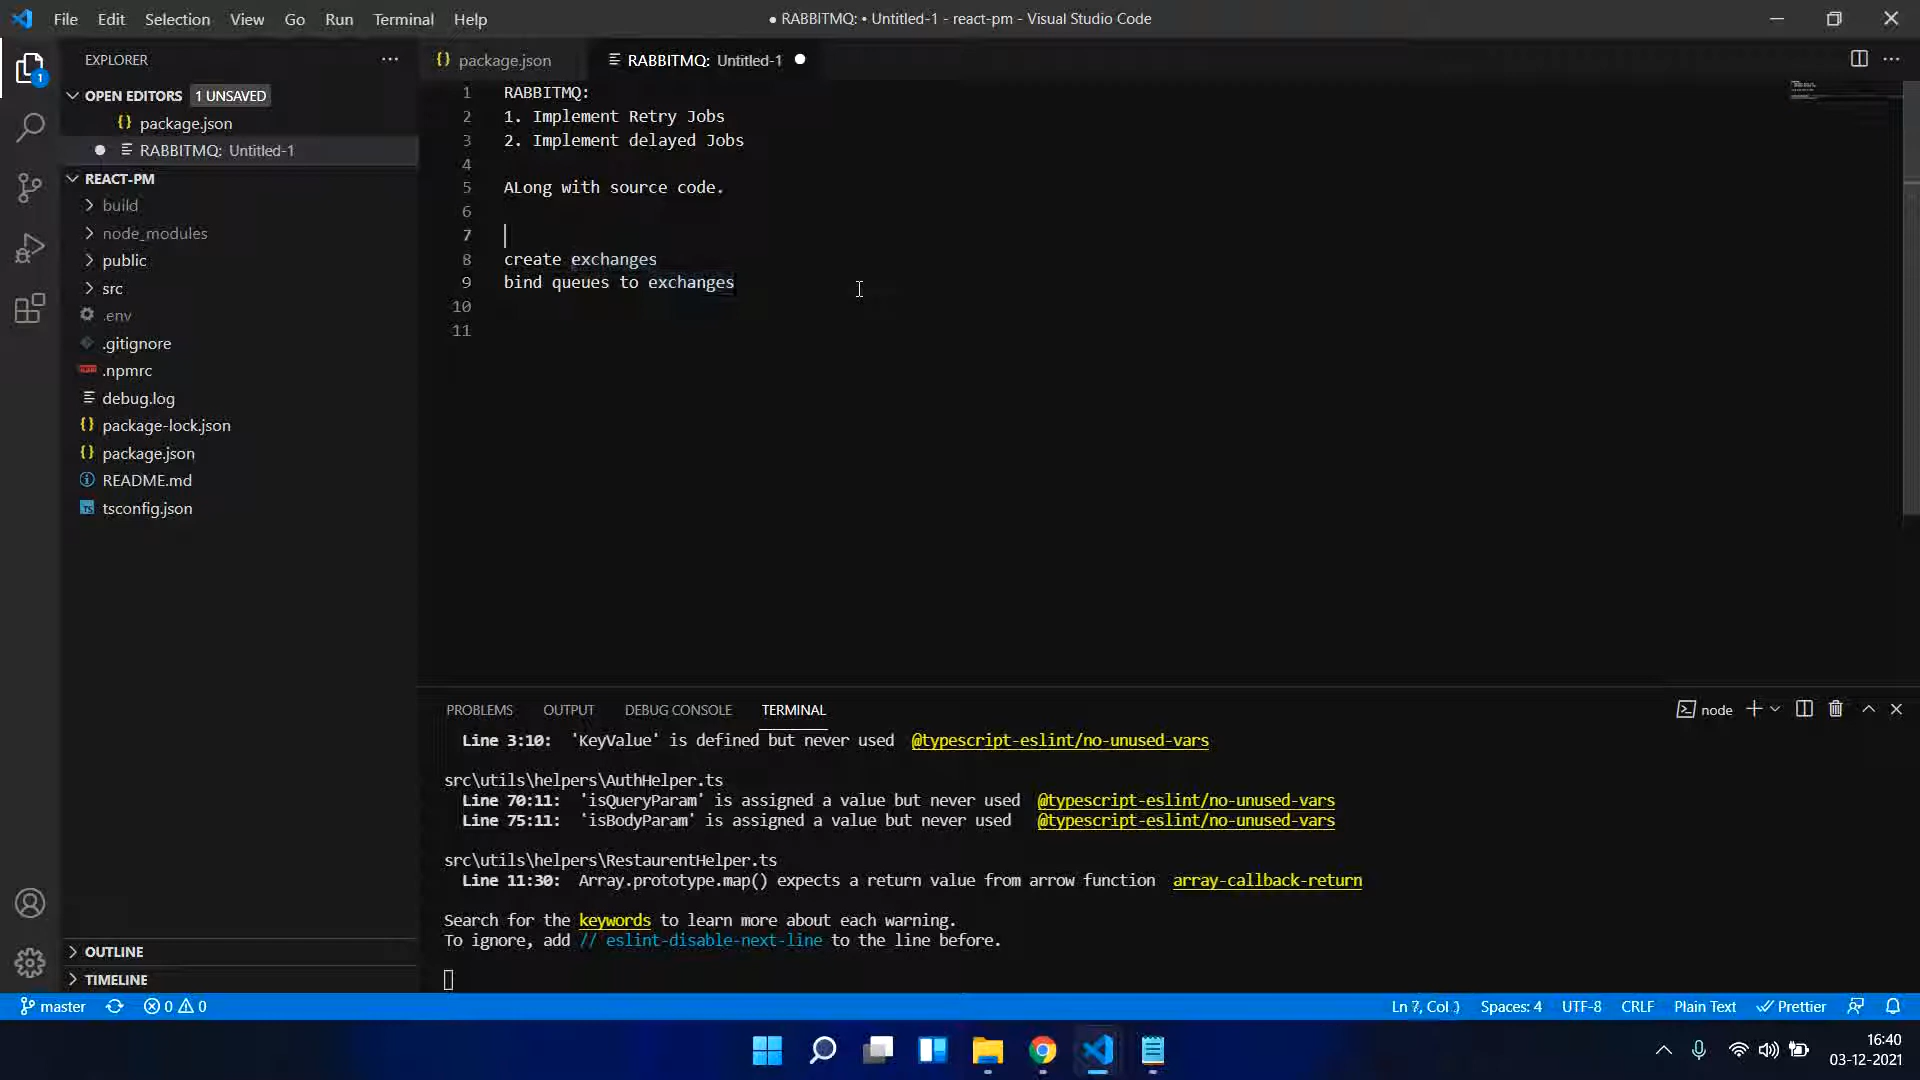 File Edit Selection View Go Run Terminal Help
● RABBITMQ: • Untitled-1 - react-pm - Visual Studio Code
EXPLORER
OPEN EDITORS 1 UNSAVED
package.json
RABBITMQ: Untitled-1
REACT-PM
build
node_modules
public
src
.env
.gitignore
.npmrc
debug.log
package-lock.json
package.json
README.md
tsconfig.json
OUTLINE
TIMELINE
package.json
RABBITMQ: Untitled-1
1 RABBITMQ:
2 1. Implement Retry Jobs
3 2. Implement delayed Jobs
4
5 ALong with source code.
6
7
8 create exchanges
9 bind queues to exchanges
10
11
PROBLEMS OUTPUT DEBUG CONSOLE TERMINAL
node
Line 3:10: 'KeyValue' is defined but never used @typescript-eslint/no-unused-vars
src\utils\helpers\AuthHelper.ts
Line 70:11: 'isQueryParam' is assigned a value but never used @typescript-eslint/no-unused-vars
Line 75:11: 'isBodyParam' is assigned a value but never used @typescript-eslint/no-unused-vars
src\utils\helpers\RestaurentHelper.ts
Line 11:30: Array.prototype.map() expects a return value from arrow function array-callback-return
Search for the keywords to learn more about each warning.
To ignore, add // eslint-disable-next-line to the line before.
master 0 0
Ln 7, Col Spaces: 4 UTF-8 CRLF Plain Text Prettier
16:40
03-12-2021